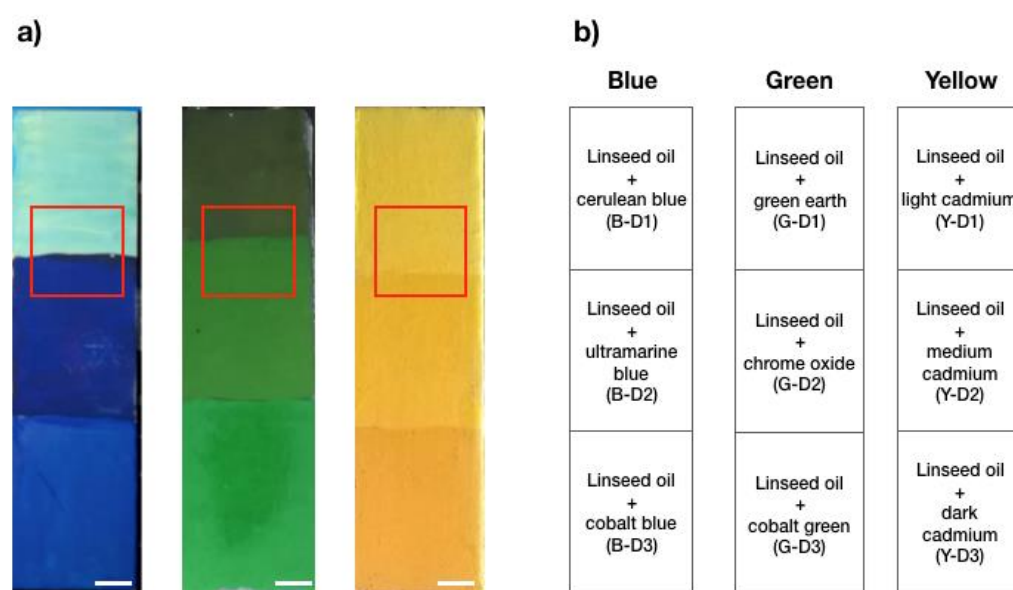 a)
b)
Blue
Green
Yellow
Linseed oil
+
cerulean blue
(B-D1)
Linseed oil
+
green earth
(G-D1)
Linseed oil
+
light cadmium
(Y-D1)
Linseed oil
+
ultramarine
blue
(B-D2)
Linseed oil
+
chrome oxide
(G-D2)
Linseed oil
+
medium
cadmium
(Y-D2)
Linseed oil
+
cobalt blue
(B-D3)
Linseed oil
+
cobalt green
(G-D3)
Linseed oil
+
dark
cadmium
(Y-D3)